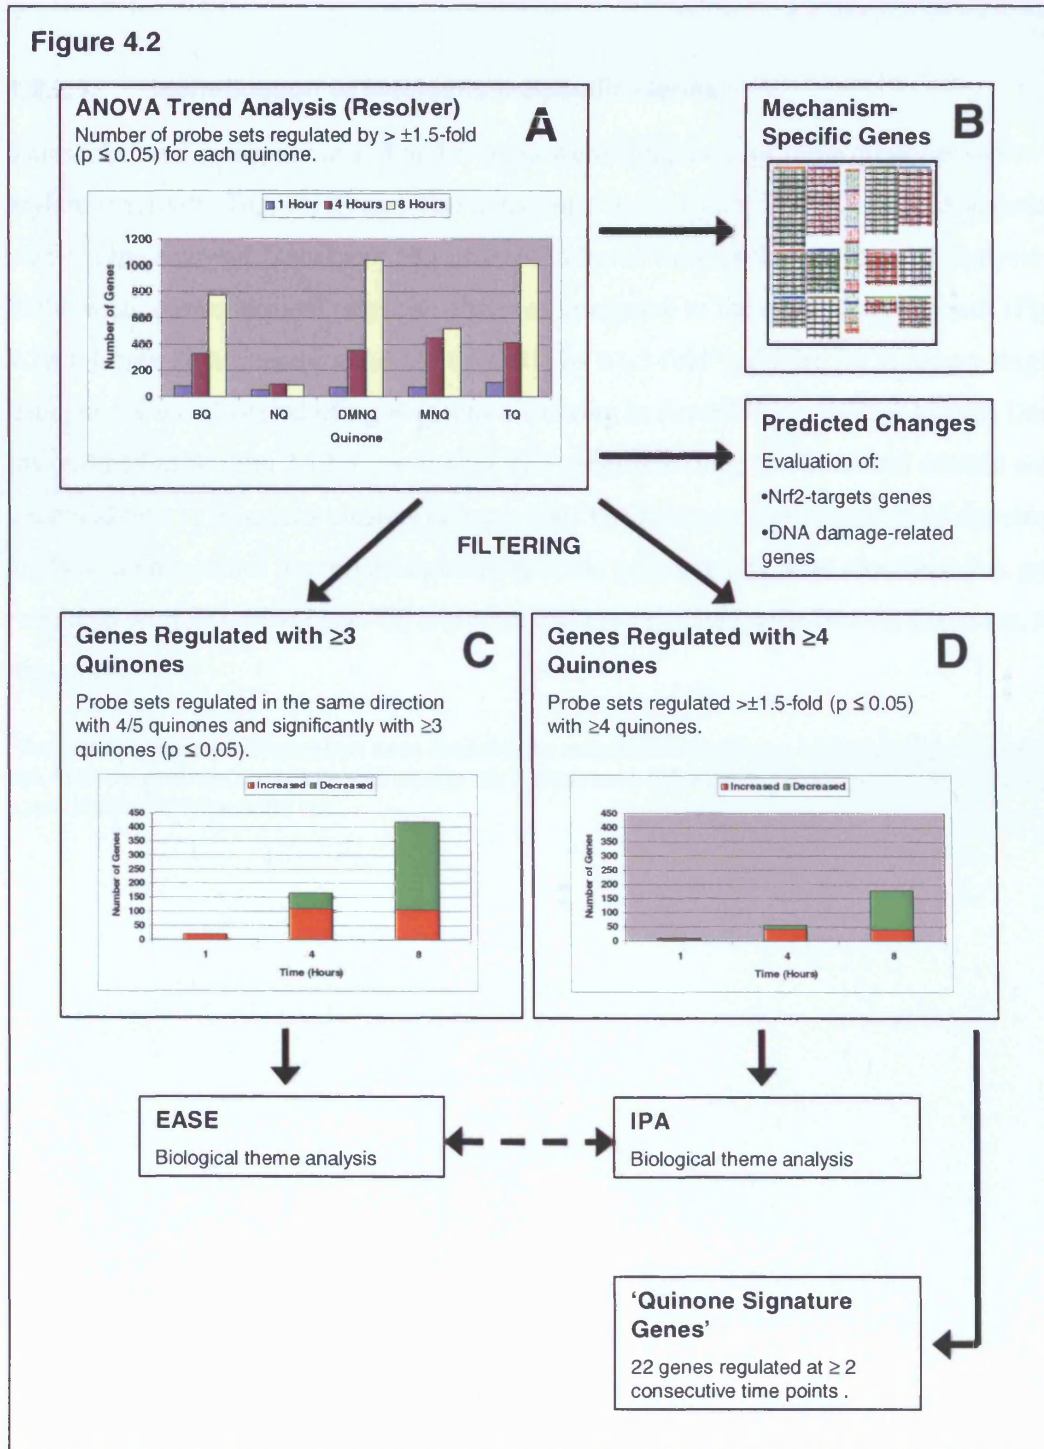 Figure 4.2
ANOVA Trend Analysis (Resolver)
A
Number of probe sets regulated by > ±1.5-fold
(p ≤ 0.05) for each quinone.
1 Hour 4 Hours 8 Hours
Number of Genes
1200
1000
800
600
400
200
0
BQ NQ DMNQ MNQ TQ
Quinone
Mechanism-
Specific Genes
B
Predicted Changes
Evaluation of:
•Nrf2-targets genes
•DNA damage-related
genes
FILTERING
Genes Regulated with ≥3
Quinones
C
Probe sets regulated in the same direction
with 4/5 quinones and significantly with ≥3
quinones (p ≤ 0.05).
Increased Decreased
Number of Genes
450
400
350
300
250
200
150
100
50
0
1 4 8
Time (Hours)
Genes Regulated with ≥4
Quinones
D
Probe sets regulated >±1.5-fold (p ≤ 0.05)
with ≥4 quinones.
Increased Decreased
Number of Genes
450
400
350
300
250
200
150
100
50
0
1 4 8
Time (Hours)
EASE
Biological theme analysis
IPA
Biological theme analysis
‘Quinone Signature
Genes’
22 genes regulated at ≥ 2
consecutive time points .